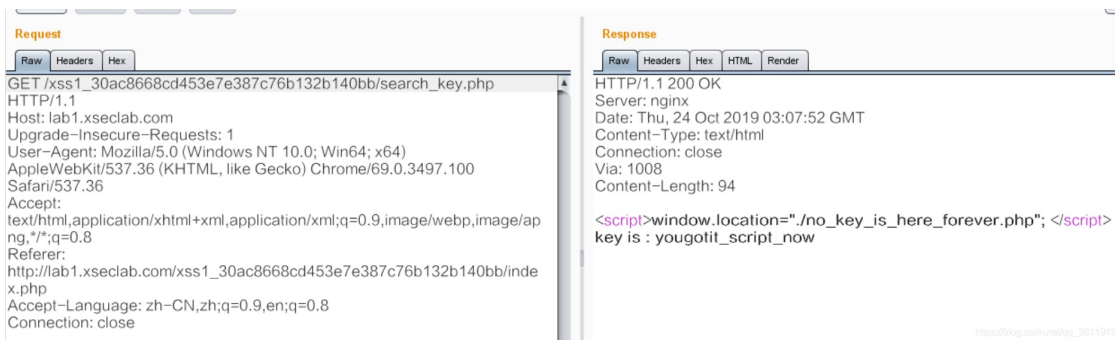 Request
Raw Headers Hex
GET /xss1_30ac8668cd453e7e387c76b132b140bb/search_key.php
HTTP/1.1
Host: lab1.xseclab.com
Upgrade-Insecure-Requests: 1
User-Agent: Mozilla/5.0 (Windows NT 10.0; Win64; x64)
AppleWebKit/537.36 (KHTML, like Gecko) Chrome/69.0.3497.100
Safari/537.36
Accept:
text/html,application/xhtml+xml,application/xml;q=0.9,image/webp,image/ap
ng,*/*;q=0.8
Referer:
http://lab1.xseclab.com/xss1_30ac8668cd453e7e387c76b132b140bb/inde
x.php
Accept-Language: zh-CN,zh;q=0.9,en;q=0.8
Connection: close
Response
Raw Headers Hex HTML Render
HTTP/1.1 200 OK
Server: nginx
Date: Thu, 24 Oct 2019 03:07:52 GMT
Content-Type: text/html
Connection: close
Via: 1008
Content-Length: 94
<script>window.location="./no_key_is_here_forever.php"; </script>
key is : yougotit_script_now